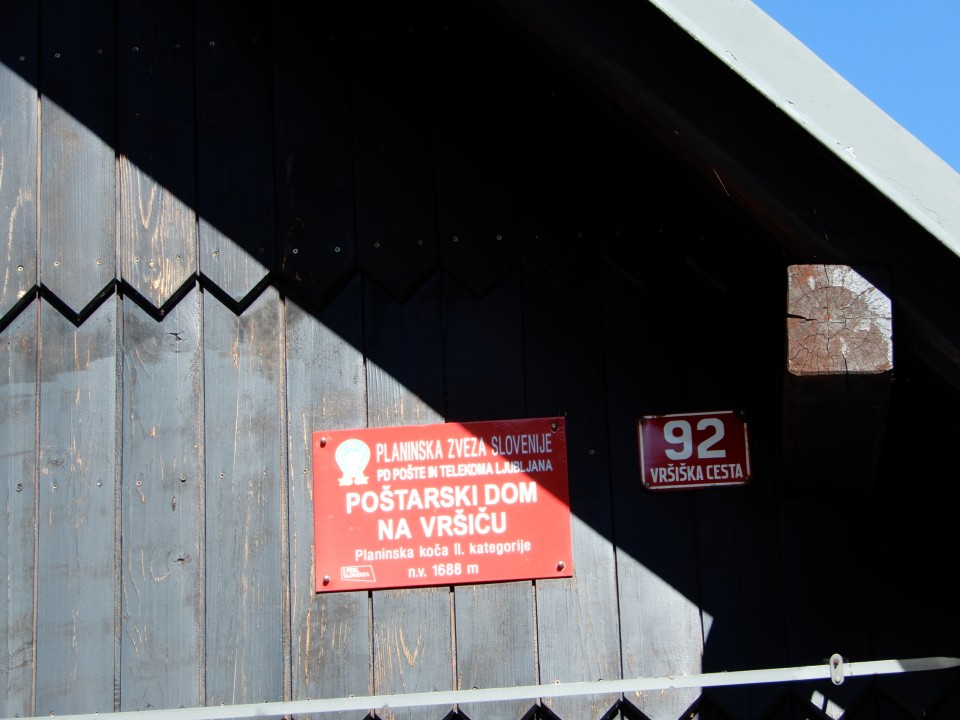 PLANINSKA ZVEZA SLOVENIJE
PD POŠTE IN TELEKOMA LJUBLJANA
POŠTARSKI DOM
NA VRŠIČU
Planinska koča II. kategorije
n.v. 1688 m
92
VRŠIŠKA CESTA